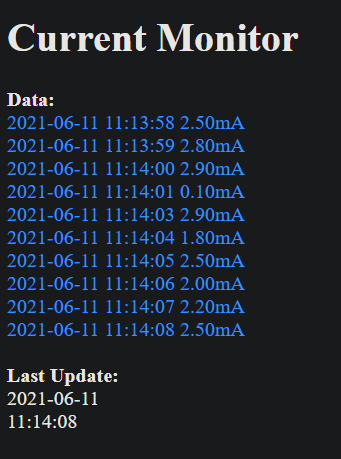 Current Monitor
Data:
2021-06-11 11:13:58 2.50mA
2021-06-11 11:13:59 2.80mA
2021-06-11 11:14:00 2.90mA
2021-06-11 11:14:01 0.10mA
2021-06-11 11:14:03 2.90mA
2021-06-11 11:14:04 1.80mA
2021-06-11 11:14:05 2.50mA
2021-06-11 11:14:06 2.00mA
2021-06-11 11:14:07 2.20mA
2021-06-11 11:14:08 2.50mA
Last Update:
2021-06-11
11:14:08